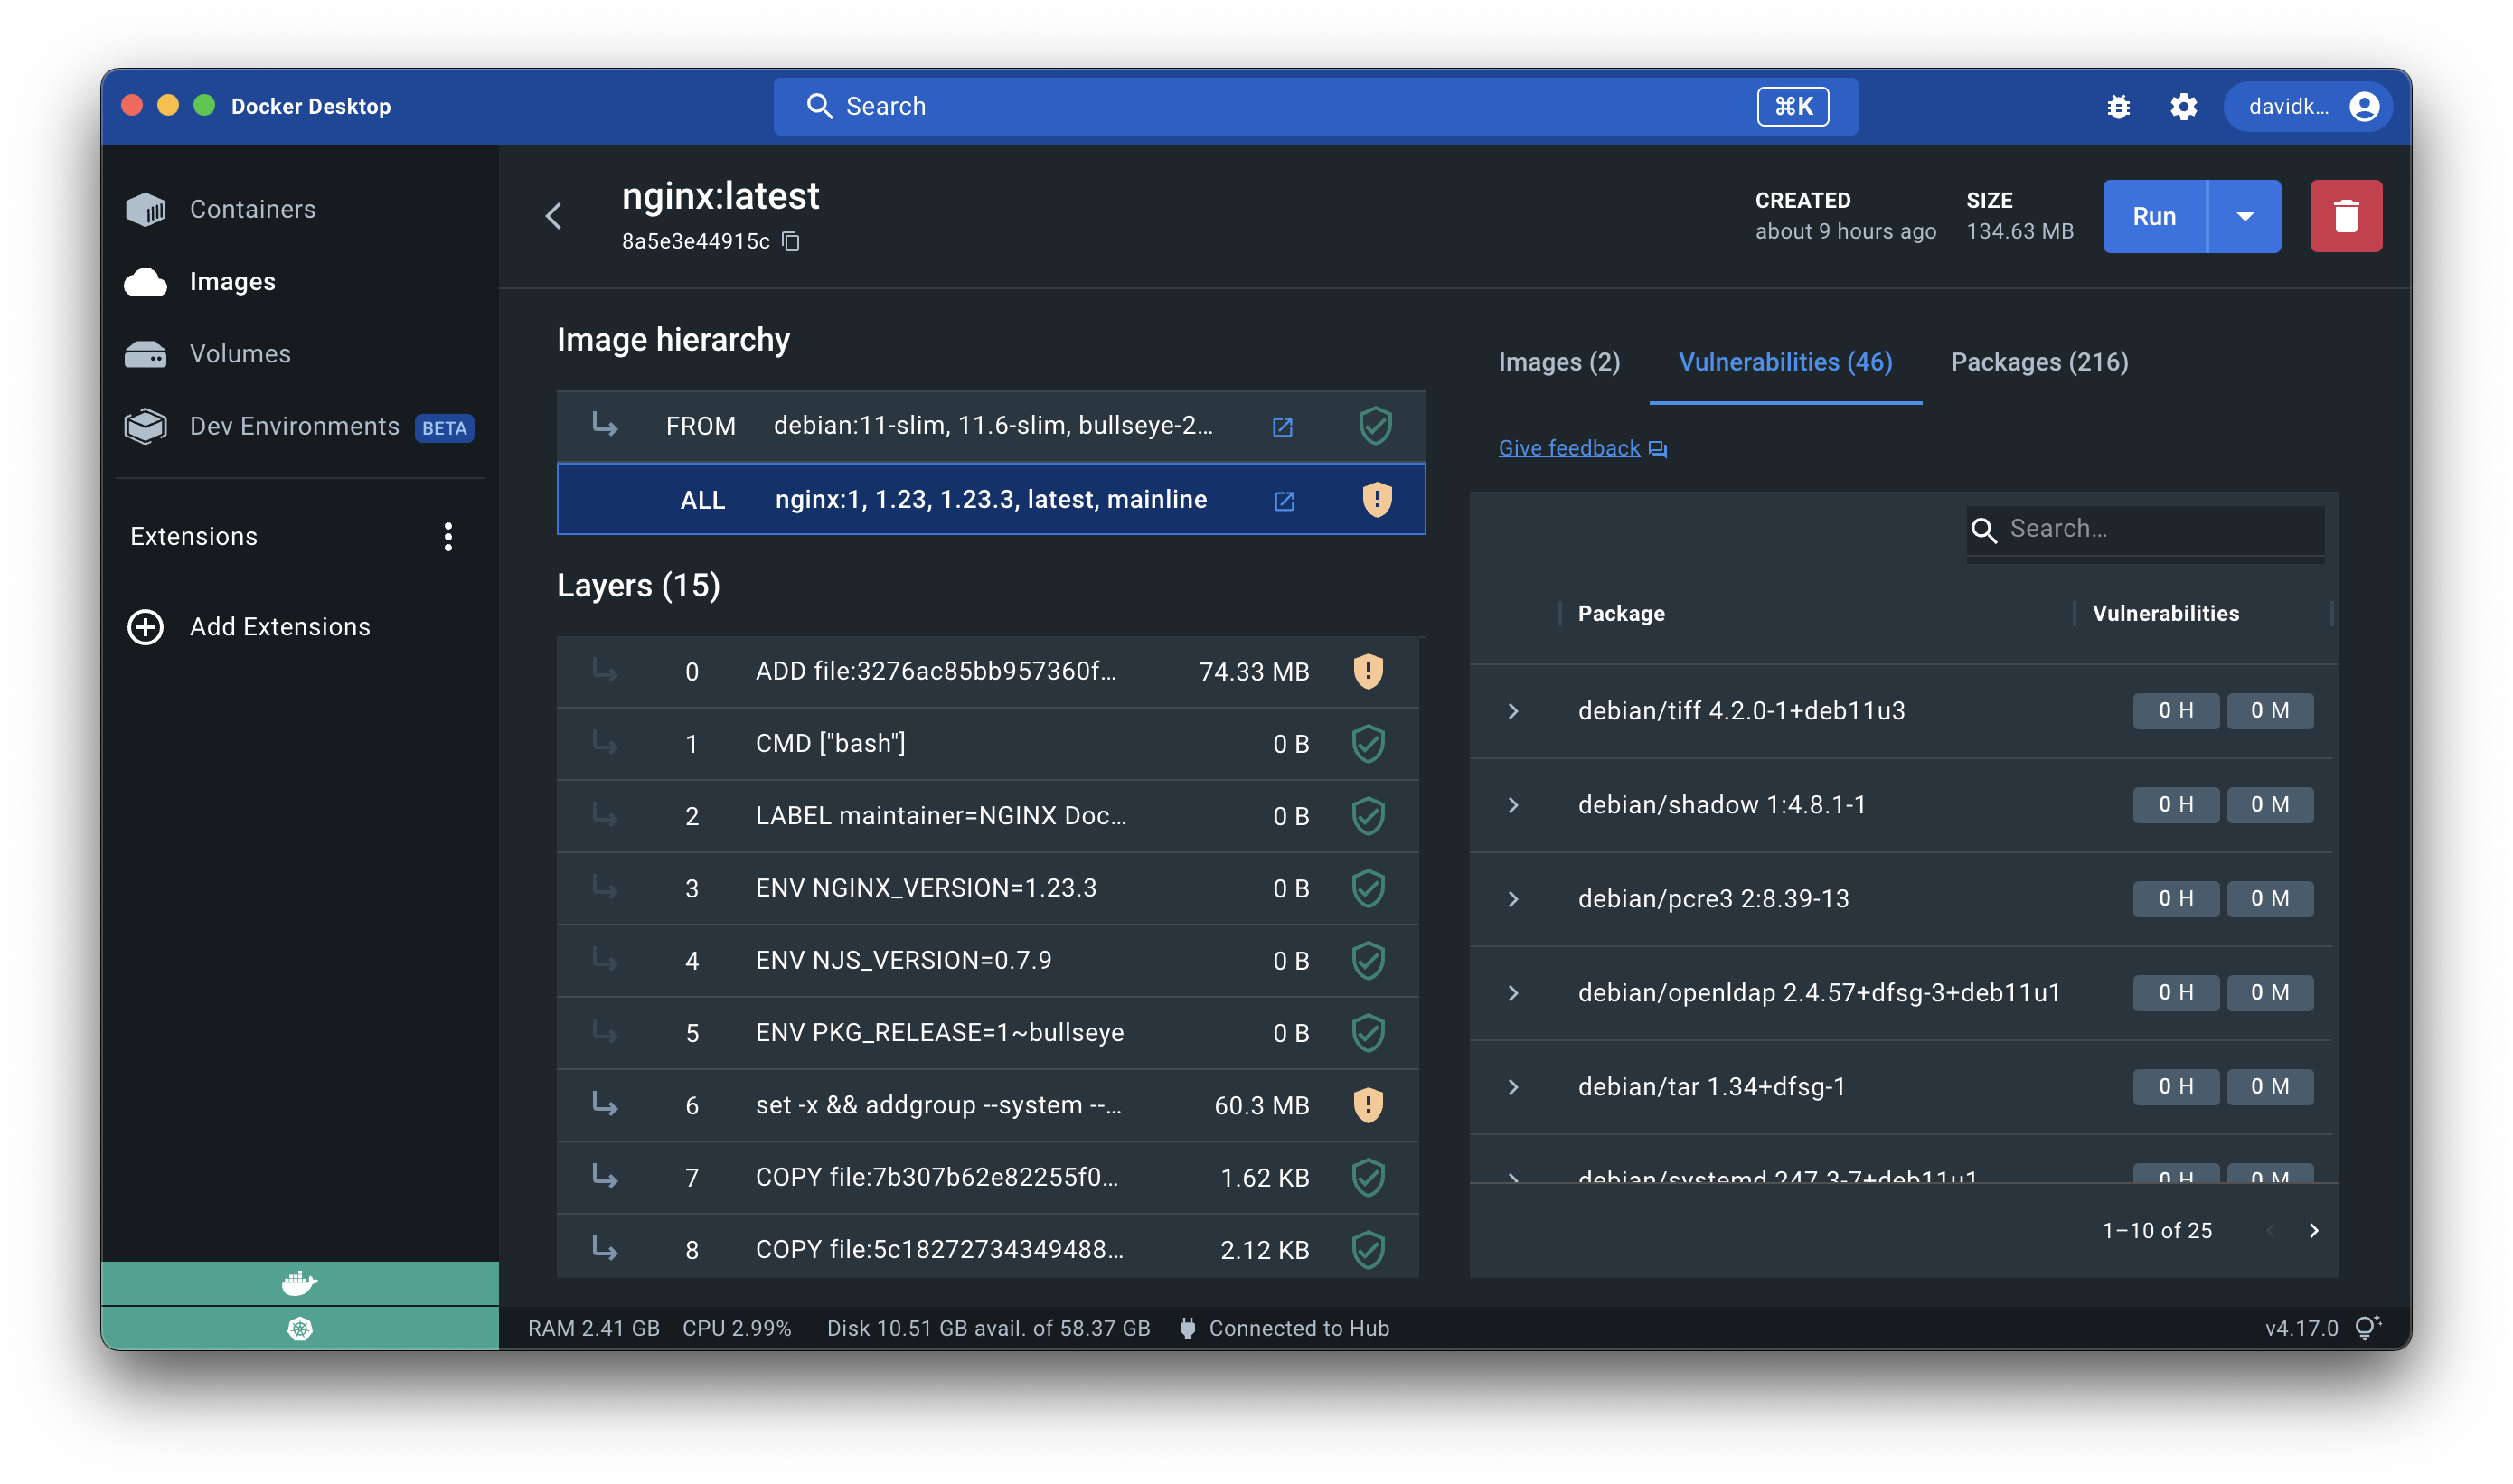 Docker Desktop
Search
⌘K
davidk...
Containers
Images
Volumes
Dev Environments BETA
Extensions
Add Extensions
nginx:latest
8a5e3e44915c
CREATED
about 9 hours ago
SIZE
134.63 MB
Run
Image hierarchy
FROM debian:11-slim, 11.6-slim, bullseye-2...
ALL nginx:1, 1.23, 1.23.3, latest, mainline
Layers (15)
0 ADD file:3276ac85bb957360f... 74.33 MB
1 CMD ["bash"] 0 B
2 LABEL maintainer=NGINX Doc... 0 B
3 ENV NGINX_VERSION=1.23.3 0 B
4 ENV NJS_VERSION=0.7.9 0 B
5 ENV PKG_RELEASE=1~bullseye 0 B
6 set -x && addgroup --system --... 60.3 MB
7 COPY file:7b307b62e82255f0... 1.62 KB
8 COPY file:5c18272734349488... 2.12 KB
Images (2) Vulnerabilities (46) Packages (216)
Give feedback
Search...
Package Vulnerabilities
debian/tiff 4.2.0-1+deb11u3 0 H 0 M
debian/shadow 1:4.8.1-1 0 H 0 M
debian/pcre3 2:8.39-13 0 H 0 M
debian/openldap 2.4.57+dfsg-3+deb11u1 0 H 0 M
debian/tar 1.34+dfsg-1 0 H 0 M
debian/systemd 247.3-7+deb11u1 0 H 0 M
1–10 of 25
RAM 2.41 GB CPU 2.99% Disk 10.51 GB avail. of 58.37 GB Connected to Hub
v4.17.0